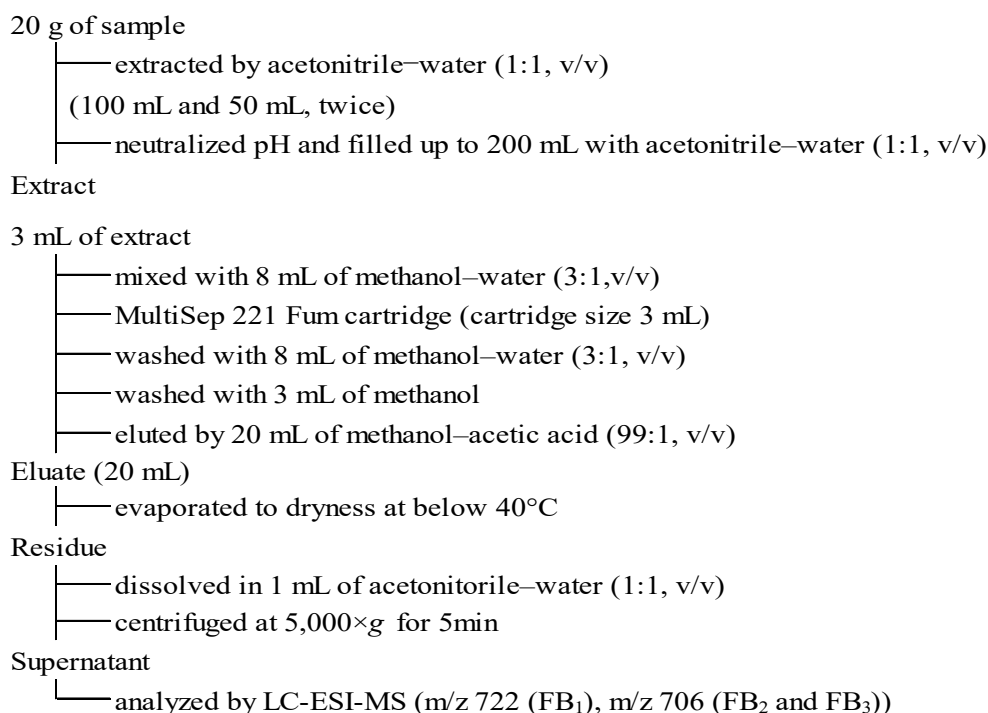 20 g of sample
extracted by acetonitrile−water (1:1, v/v)
(100 mL and 50 mL, twice)
neutralized pH and filled up to 200 mL with acetonitrile–water (1:1, v/v)
Extract
3 mL of extract
mixed with 8 mL of methanol–water (3:1,v/v)
MultiSep 221 Fum cartridge (cartridge size 3 mL)
washed with 8 mL of methanol–water (3:1, v/v)
washed with 3 mL of methanol
eluted by 20 mL of methanol–acetic acid (99:1, v/v)
Eluate (20 mL)
evaporated to dryness at below 40°C
Residue
dissolved in 1 mL of acetonitorile–water (1:1, v/v)
centrifuged at 5,000×g for 5min
Supernatant
analyzed by LC-ESI-MS (m/z 722 (FB₁), m/z 706 (FB₂ and FB₃))